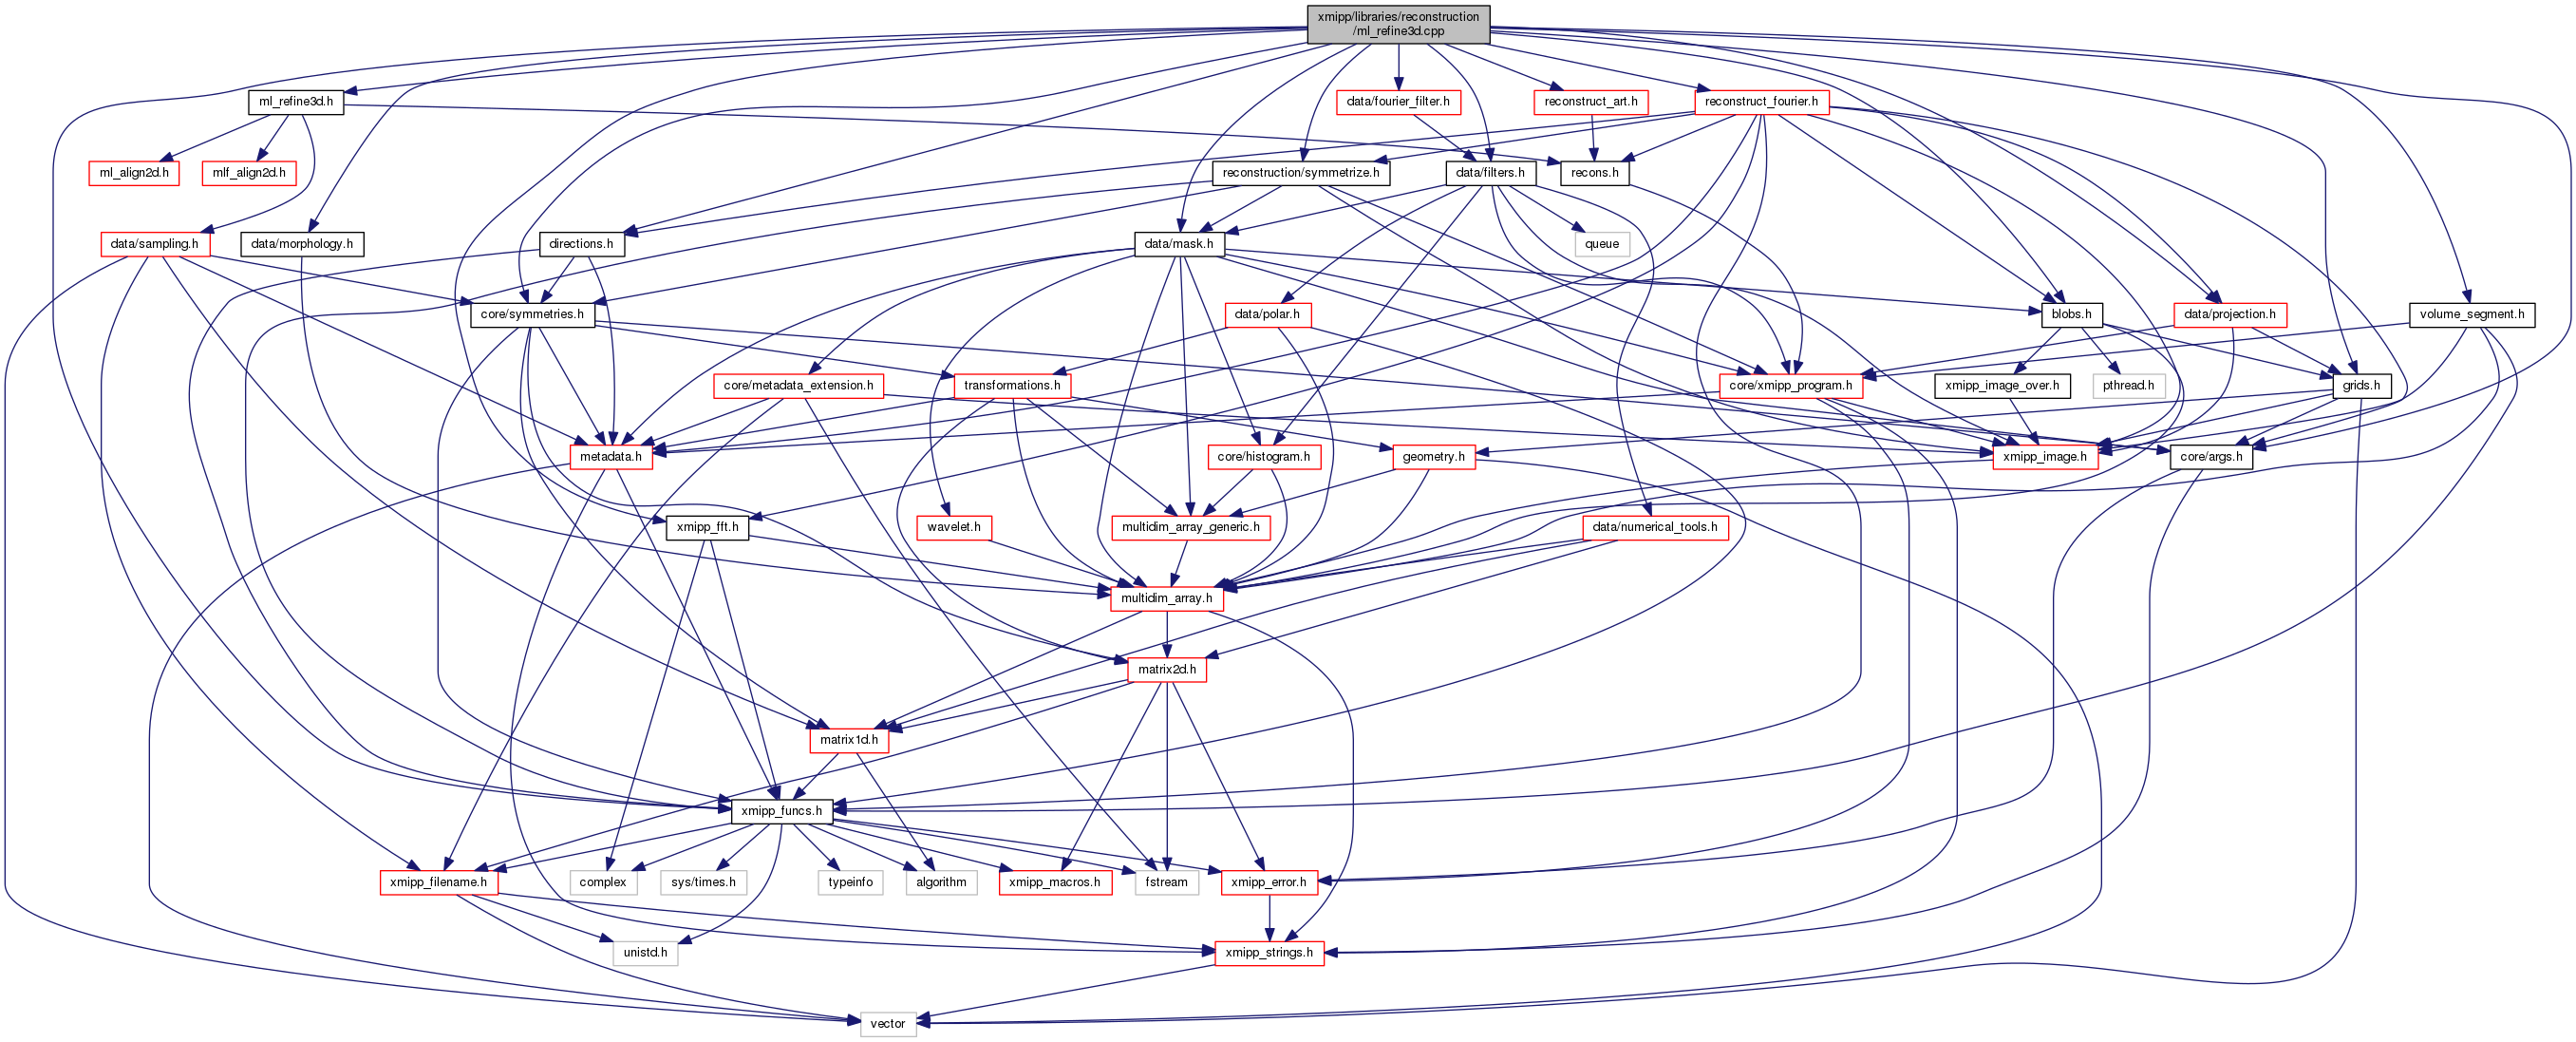 xmipp/libraries/reconstruction
/ml_refine3d.cpp
ml_refine3d.h
data/fourier_filter.h
reconstruct_art.h
reconstruct_fourier.h
ml_align2d.h
mlf_align2d.h
reconstruction/symmetrize.h
data/filters.h
recons.h
data/sampling.h
data/morphology.h
directions.h
data/mask.h
queue
core/symmetries.h
data/polar.h
blobs.h
data/projection.h
volume_segment.h
core/metadata_extension.h
transformations.h
core/xmipp_program.h
xmipp_image_over.h
pthread.h
grids.h
metadata.h
core/histogram.h
geometry.h
xmipp_image.h
core/args.h
xmipp_fft.h
wavelet.h
multidim_array_generic.h
data/numerical_tools.h
multidim_array.h
matrix2d.h
matrix1d.h
xmipp_funcs.h
xmipp_filename.h
complex
sys/times.h
typeinfo
algorithm
xmipp_macros.h
fstream
xmipp_error.h
unistd.h
xmipp_strings.h
vector